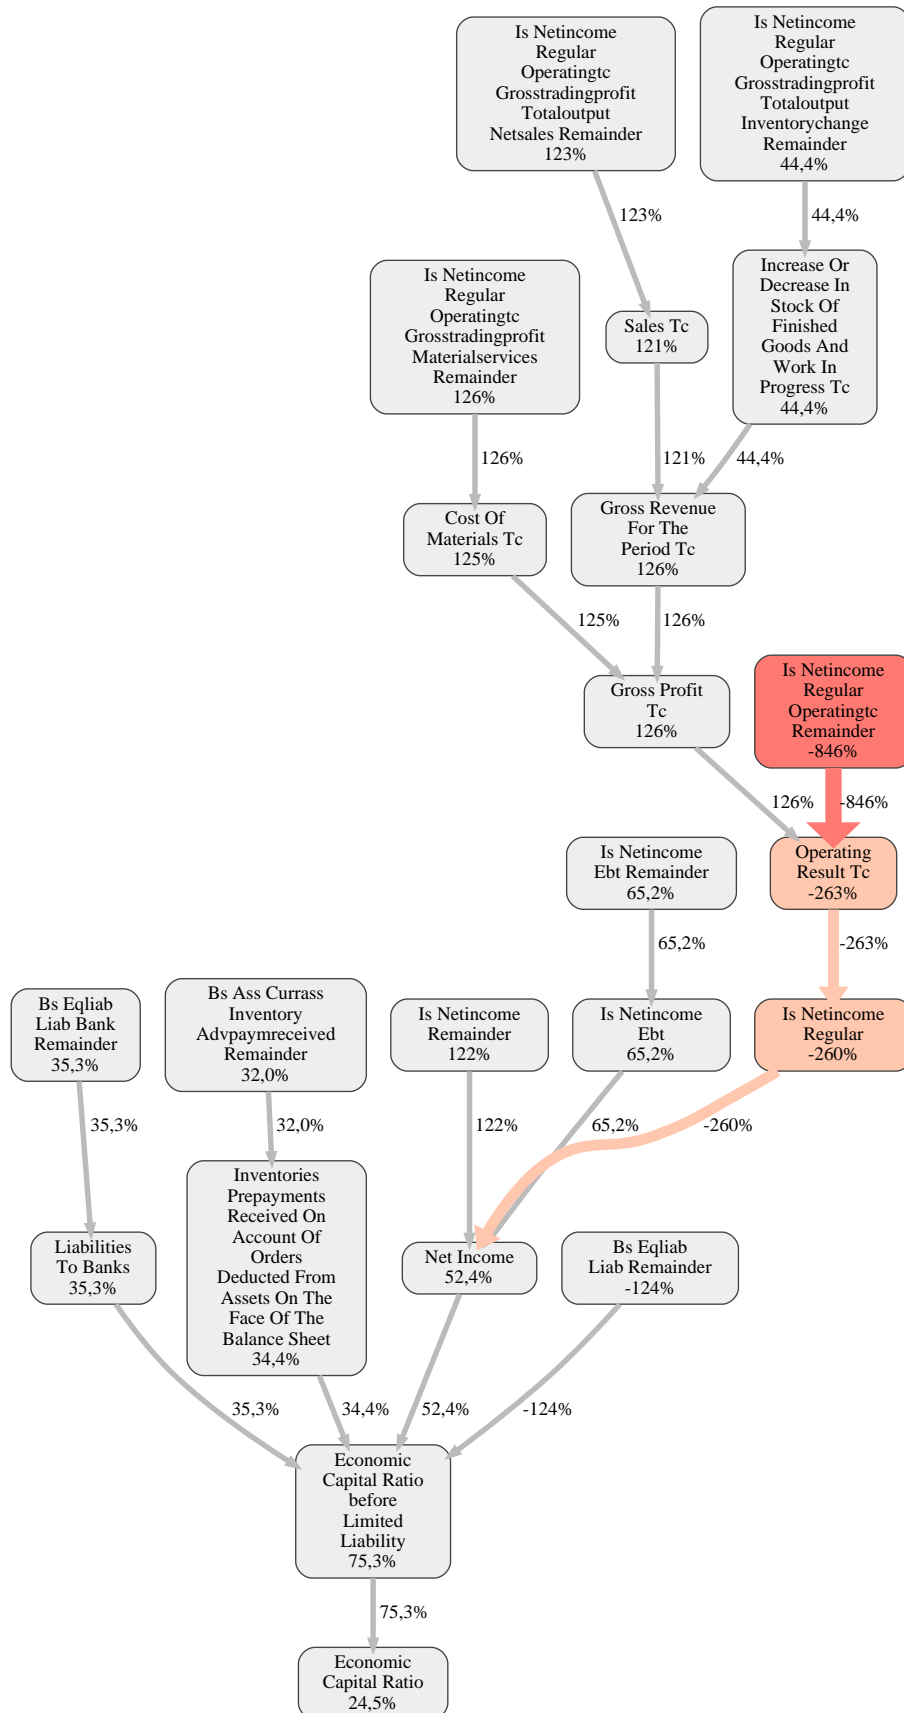 Is Netincome
Regular
Operatingtc
Grosstradingprofit
Totaloutput
Netsales Remainder
123%
Is Netincome
Regular
Operatingtc
Grosstradingprofit
Totaloutput
Inventorychange
Remainder
44,4%
123%
44,4%
Is Netincome
Regular
Operatingtc
Grosstradingprofit
Materialservices
Remainder
126%
Sales Tc
121%
Increase Or
Decrease In
Stock Of
Finished
Goods And
Work In
Progress Tc
44,4%
126%
121%
44,4%
Cost Of
Materials Tc
125%
Gross Revenue
For The
Period Tc
126%
125%
126%
Gross Profit
Tc
126%
Is Netincome
Regular
Operatingtc
Remainder
-846%
126%
-846%
Is Netincome
Ebt Remainder
65,2%
Operating
Result Tc
-263%
65,2%
-263%
Bs Eqliab
Liab Bank
Remainder
35,3%
Bs Ass Currass
Inventory
Advpaymreceived
Remainder
32,0%
Is Netincome
Remainder
122%
Is Netincome
Ebt
65,2%
Is Netincome
Regular
-260%
35,3%
32,0%
122%
65,2%
-260%
Liabilities
To Banks
35,3%
Inventories
Prepayments
Received On
Account Of
Orders
Deducted From
Assets On The
Face Of The
Balance Sheet
34,4%
Net Income
52,4%
Bs Eqliab
Liab Remainder
-124%
35,3%
34,4%
52,4%
-124%
Economic
Capital Ratio
before
Limited
Liability
75,3%
75,3%
Economic
Capital Ratio
24,5%